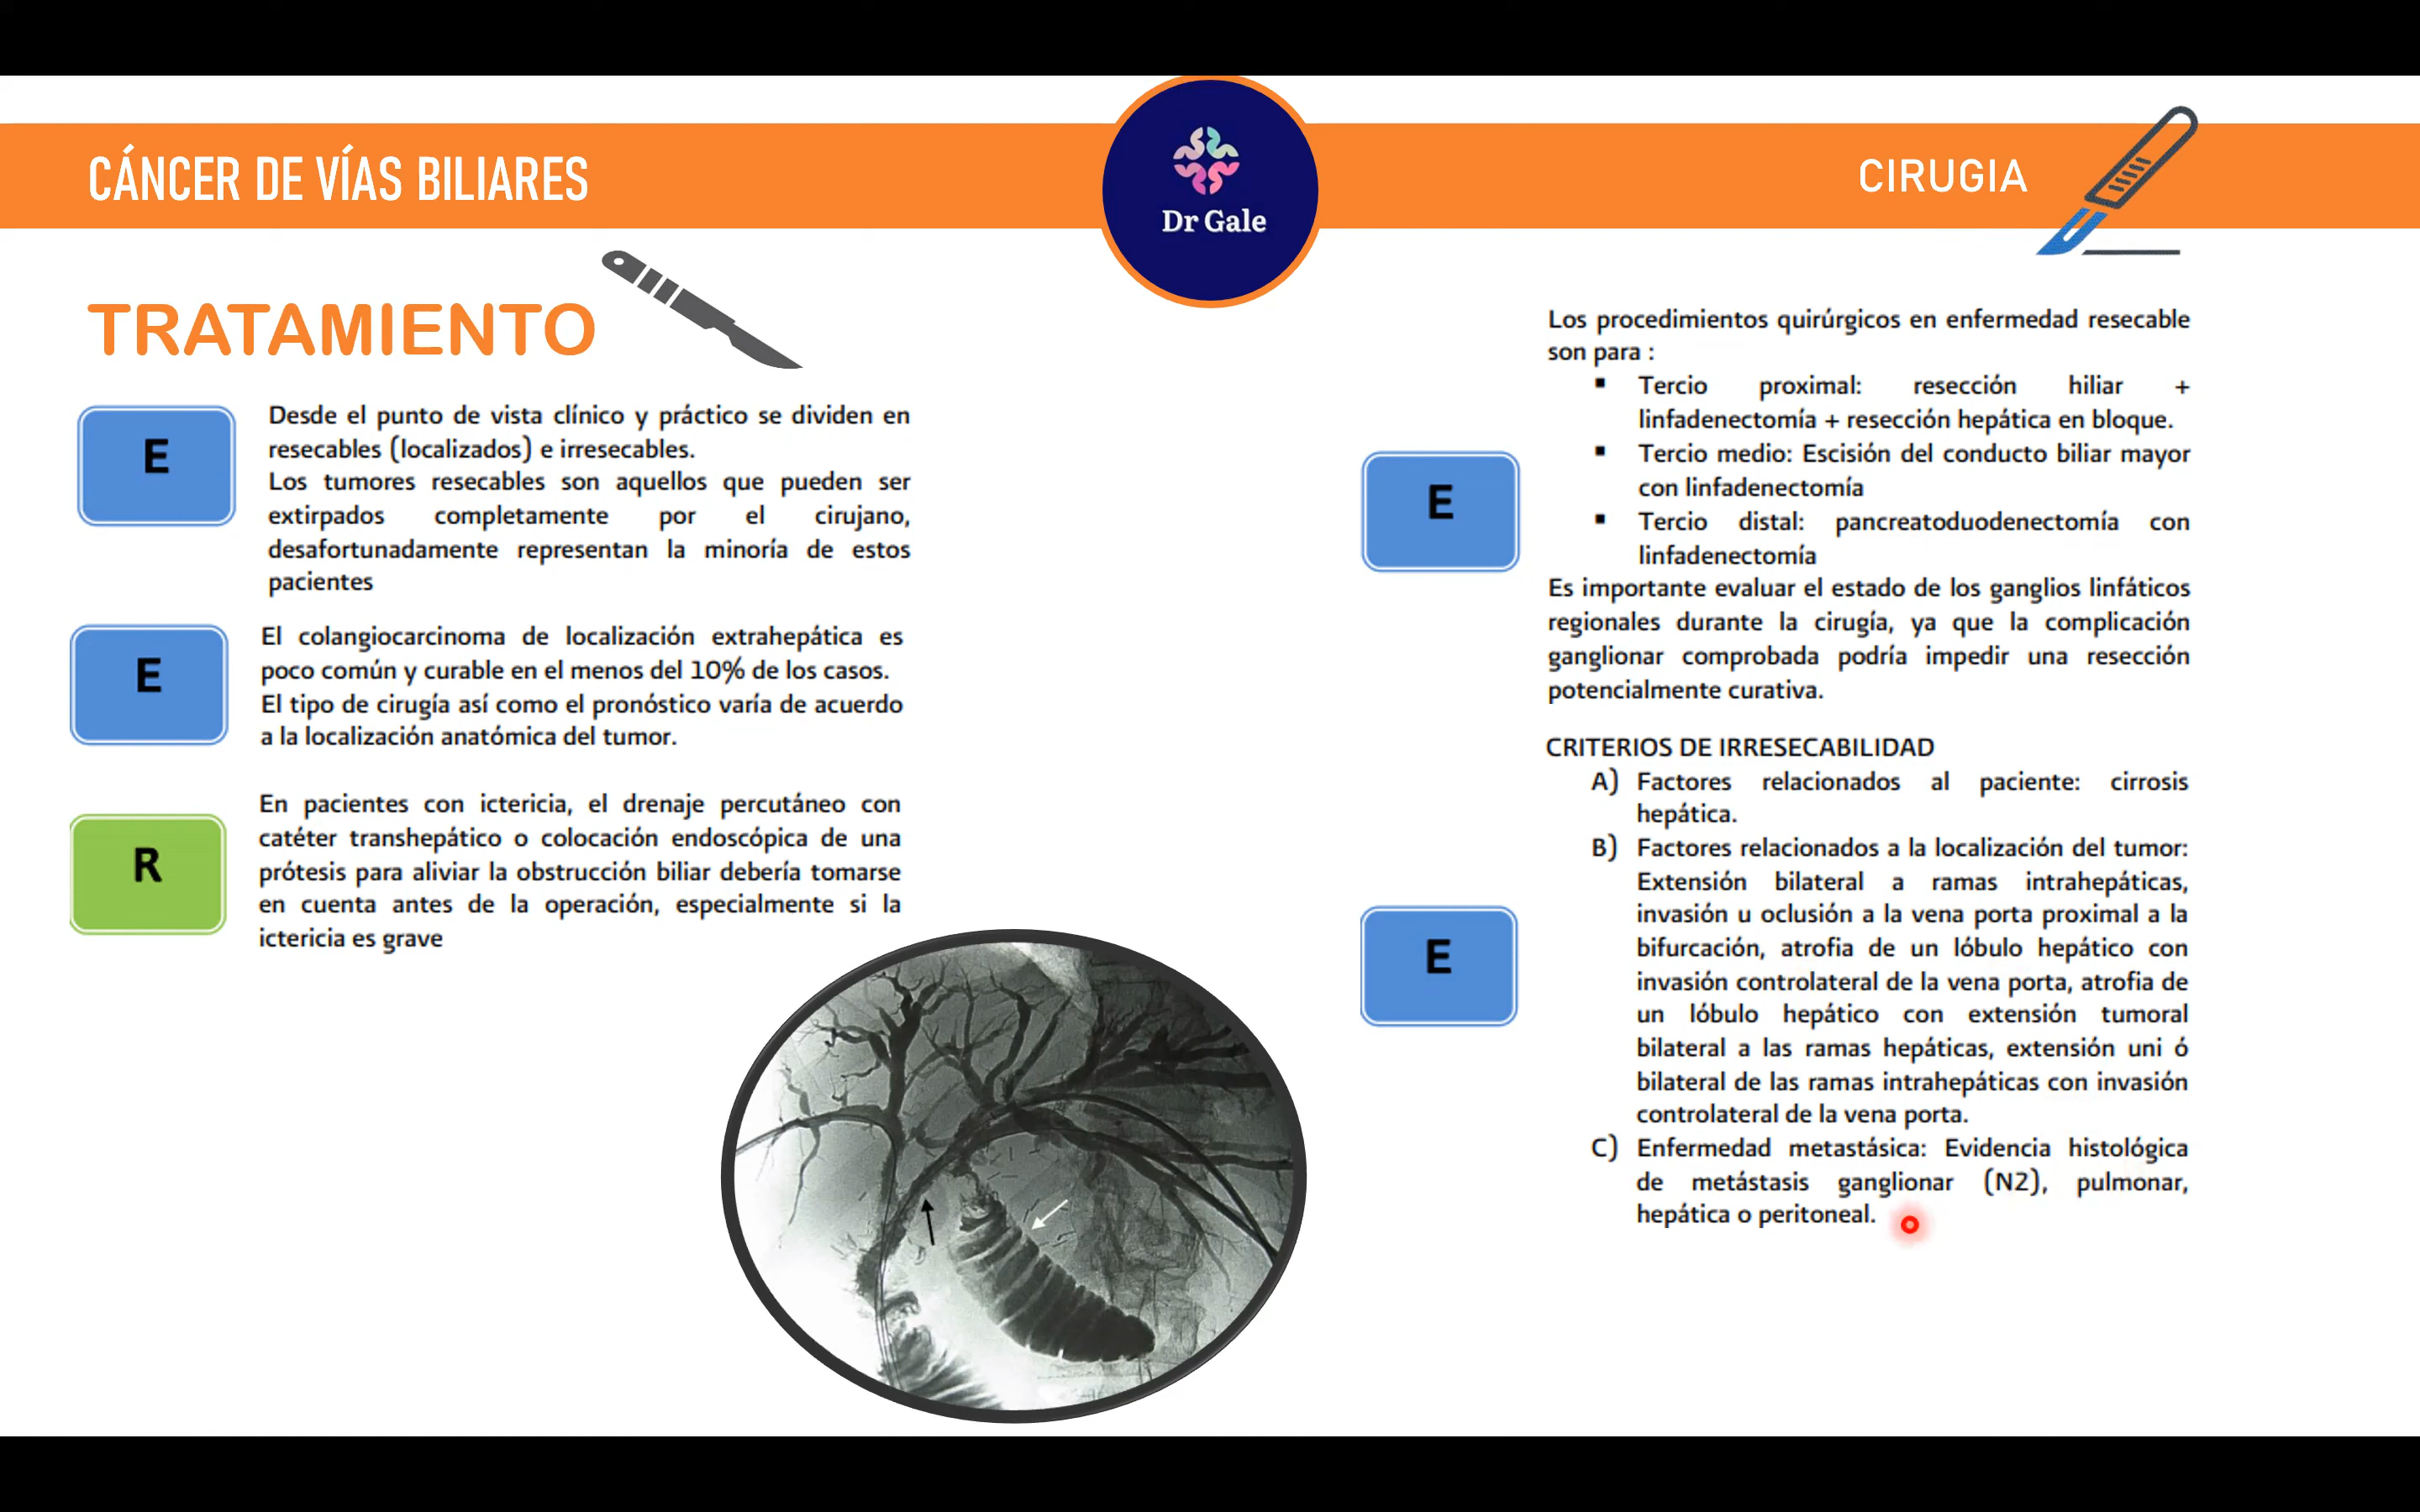 CÁNCER DE VÍAS BILIARES
Dr Gale
CIRUGIA
TRATAMIENTO
E
Desde el punto de vista clínico y práctico se dividen en
resecables (localizados) e irresecables.
Los tumores resecables son aquellos que pueden ser
extirpados completamente por el cirujano,
desafortunadamente representan la minoría de estos
pacientes
E
El colangiocarcinoma de localización extrahepática es
poco común y curable en el menos del 10% de los casos.
El tipo de cirugía así como el pronóstico varía de acuerdo
a la localización anatómica del tumor.
R
En pacientes con ictericia, el drenaje percutáneo con
catéter transhepático o colocación endoscópica de una
prótesis para aliviar la obstrucción biliar debería tomarse
en cuenta antes de la operación, especialmente si la
ictericia es grave
E
Los procedimientos quirúrgicos en enfermedad resecable
son para :
▪ Tercio proximal: resección hiliar +
linfadenectomía + resección hepática en bloque.
▪ Tercio medio: Escisión del conducto biliar mayor
con linfadenectomía
▪ Tercio distal: pancreatoduodenectomía con
linfadenectomía
Es importante evaluar el estado de los ganglios linfáticos
regionales durante la cirugía, ya que la complicación
ganglionar comprobada podría impedir una resección
potencialmente curativa.
E
CRITERIOS DE IRRESECABILIDAD
A) Factores relacionados al paciente: cirrosis
hepática.
B) Factores relacionados a la localización del tumor:
Extensión bilateral a ramas intrahepáticas,
invasión u oclusión a la vena porta proximal a la
bifurcación, atrofia de un lóbulo hepático con
invasión controlateral de la vena porta, atrofia de
un lóbulo hepático con extensión tumoral
bilateral a las ramas hepáticas, extensión uni ó
bilateral de las ramas intrahepáticas con invasión
controlateral de la vena porta.
C) Enfermedad metastásica: Evidencia histológica
de metástasis ganglionar (N2), pulmonar,
hepática o peritoneal.